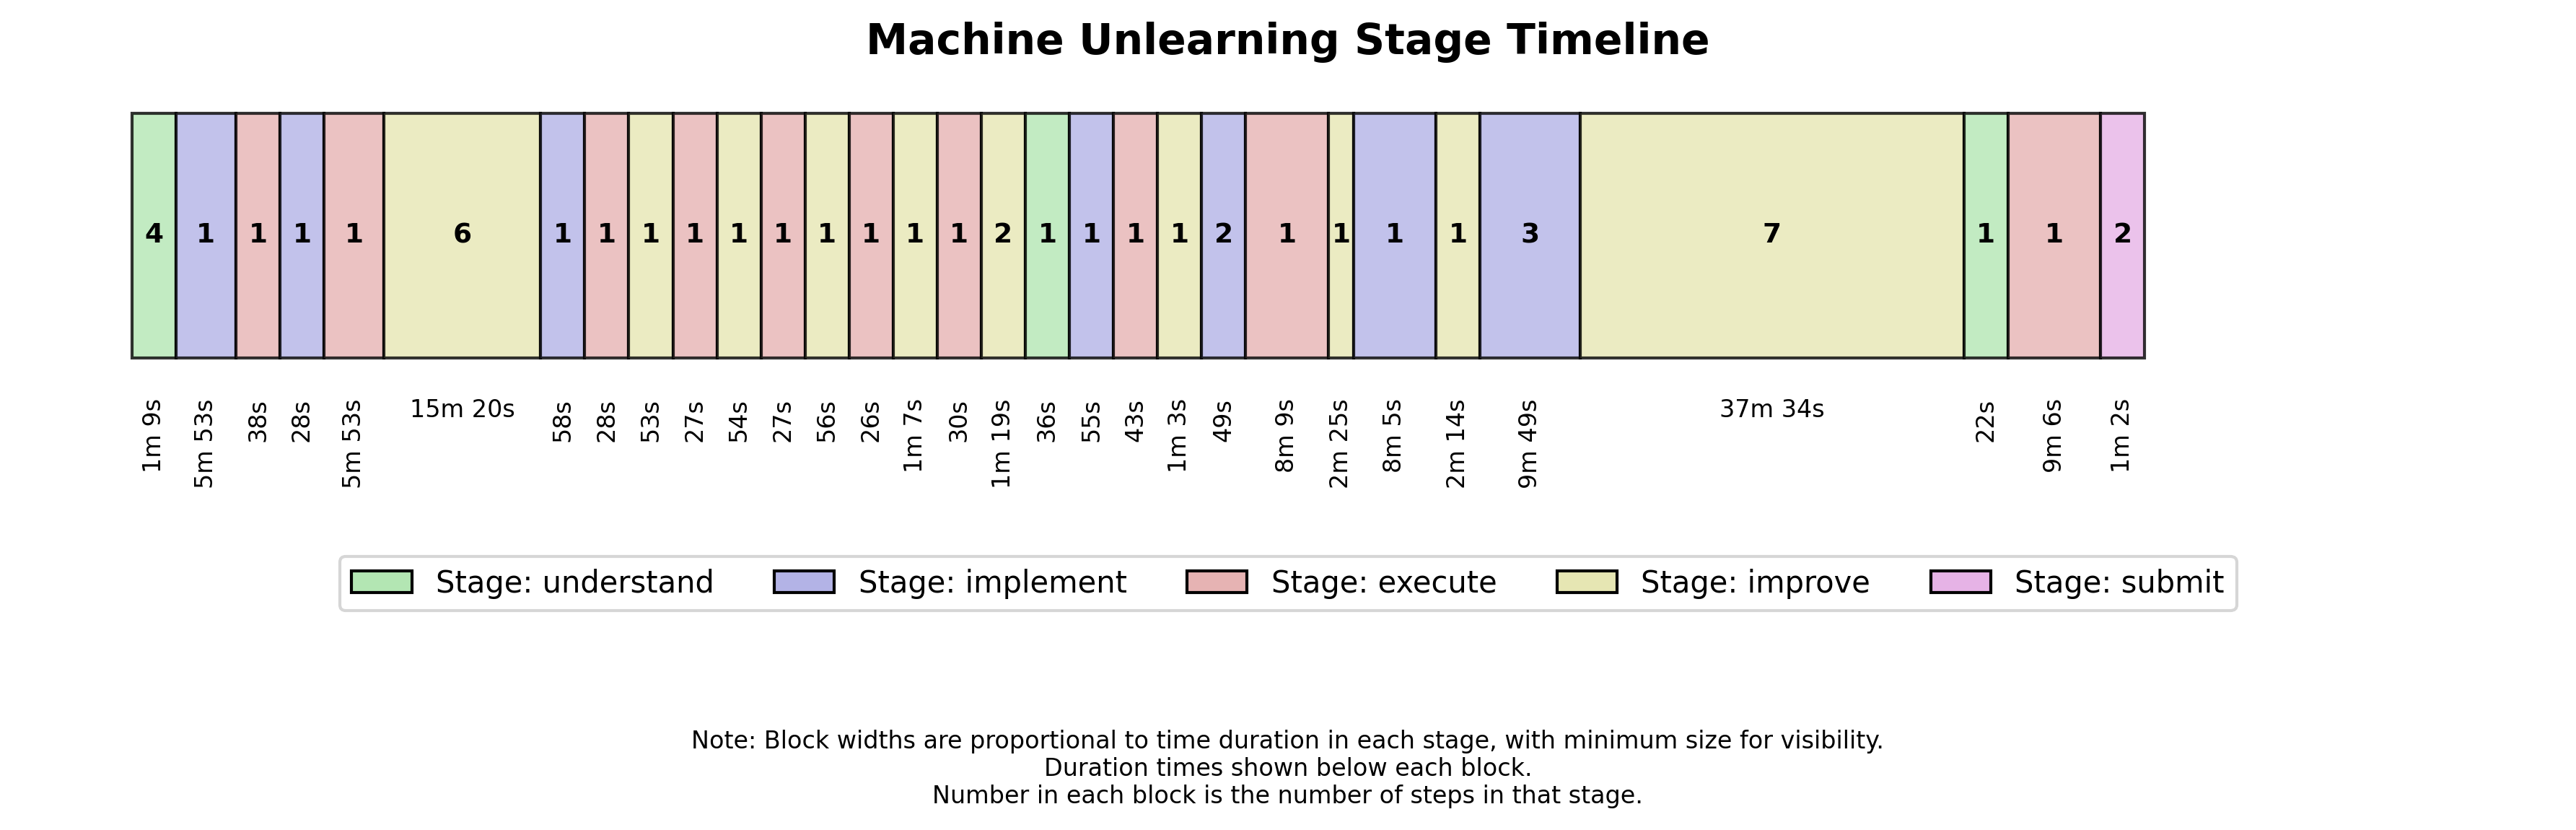 Machine Unlearning Stage Timeline
4 1 1 1 1 6 1 1 1 1 1 1 1 1 1 1 2 1 1 1 1 2 1 1 1 1 3 7 1 1 2
1m 9s 5m 53s 38s 28s 5m 53s 15m 20s 58s 28s 53s 27s 54s 27s 56s 26s 1m 7s 30s 1m 19s 36s 55s 43s 1m 3s 49s 8m 9s 2m 25s 8m 5s 2m 14s 9m 49s 37m 34s 22s 9m 6s 1m 2s
Stage: understand Stage: implement Stage: execute Stage: improve Stage: submit
Note: Block widths are proportional to time duration in each stage, with minimum size for visibility.
Duration times shown below each block.
Number in each block is the number of steps in that stage.